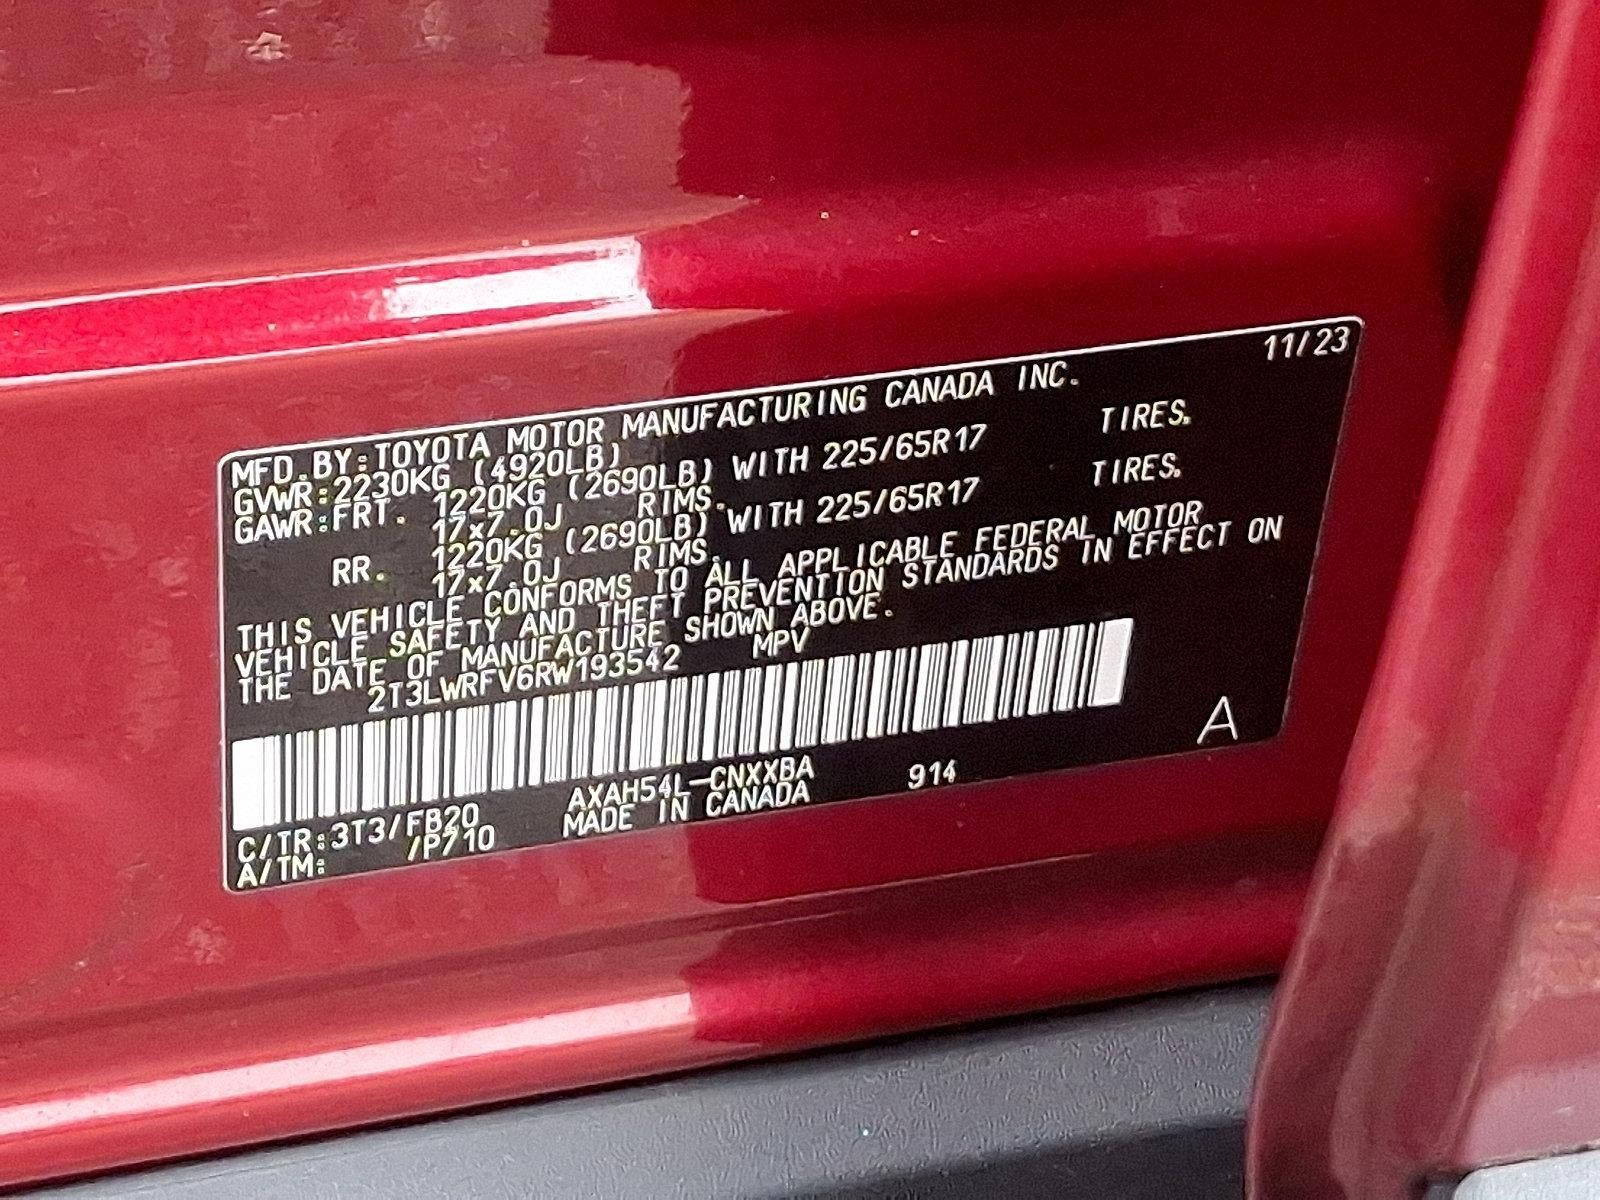 11/23
MFD.BY:TOYOTA MOTOR MANUFACTURING CANADA INC.
GVWR:2230KG (4920LB)
GAWR:FRT. 1220KG (2690LB) WITH 225/65R17 TIRES.
17x7.0J RIMS.
RR. 1220KG (2690LB) WITH 225/65R17 TIRES.
17x7.0J RIMS.
THIS VEHICLE CONFORMS TO ALL APPLICABLE FEDERAL MOTOR
VEHICLE SAFETY AND THEFT PREVENTION STANDARDS IN EFFECT ON
THE DATE OF MANUFACTURE SHOWN ABOVE.
2T3LWRFV6RW193542 MPV
A
C/TR:3T3/FB20 AXAH54L-CNXXBA 914
A/TM: /P710 MADE IN CANADA